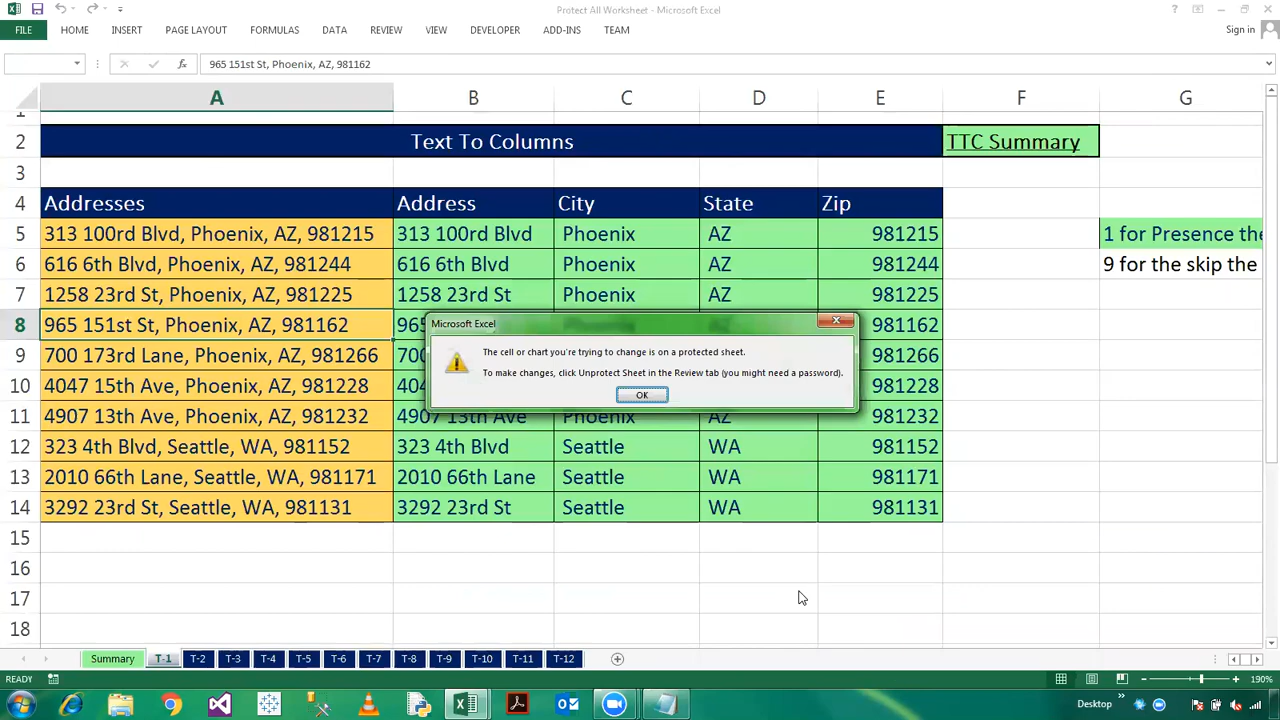 Protect All Worksheet - Microsoft Excel
FILE HOME INSERT PAGE LAYOUT FORMULAS DATA REVIEW VIEW DEVELOPER ADD-INS TEAM Sign in
965 151st St, Phoenix, AZ, 981162
A B C D E F G
1
2 Text To Columns TTC Summary
3
4 Addresses Address City State Zip
5 313 100rd Blvd, Phoenix, AZ, 981215 313 100rd Blvd Phoenix AZ 981215 1 for Presence the
6 616 6th Blvd, Phoenix, AZ, 981244 616 6th Blvd Phoenix AZ 981244 9 for the skip the
7 1258 23rd St, Phoenix, AZ, 981225 1258 23rd St Phoenix AZ 981225
8 965 151st St, Phoenix, AZ, 981162 965 981162
9 700 173rd Lane, Phoenix, AZ, 981266 700 981266
10 4047 15th Ave, Phoenix, AZ, 981228 404 981228
11 4907 13th Ave, Phoenix, AZ, 981232 4907 13th Ave Phoenix AZ 981232
12 323 4th Blvd, Seattle, WA, 981152 323 4th Blvd Seattle WA 981152
13 2010 66th Lane, Seattle, WA, 981171 2010 66th Lane Seattle WA 981171
14 3292 23rd St, Seattle, WA, 981131 3292 23rd St Seattle WA 981131
15
16
17
18
Microsoft Excel
The cell or chart you're trying to change is on a protected sheet.
To make changes, click Unprotect Sheet in the Review tab (you might need a password).
OK
Summary T-1 T-2 T-3 T-4 T-5 T-6 T-7 T-8 T-9 T-10 T-11 T-12
READY 190%
Desktop